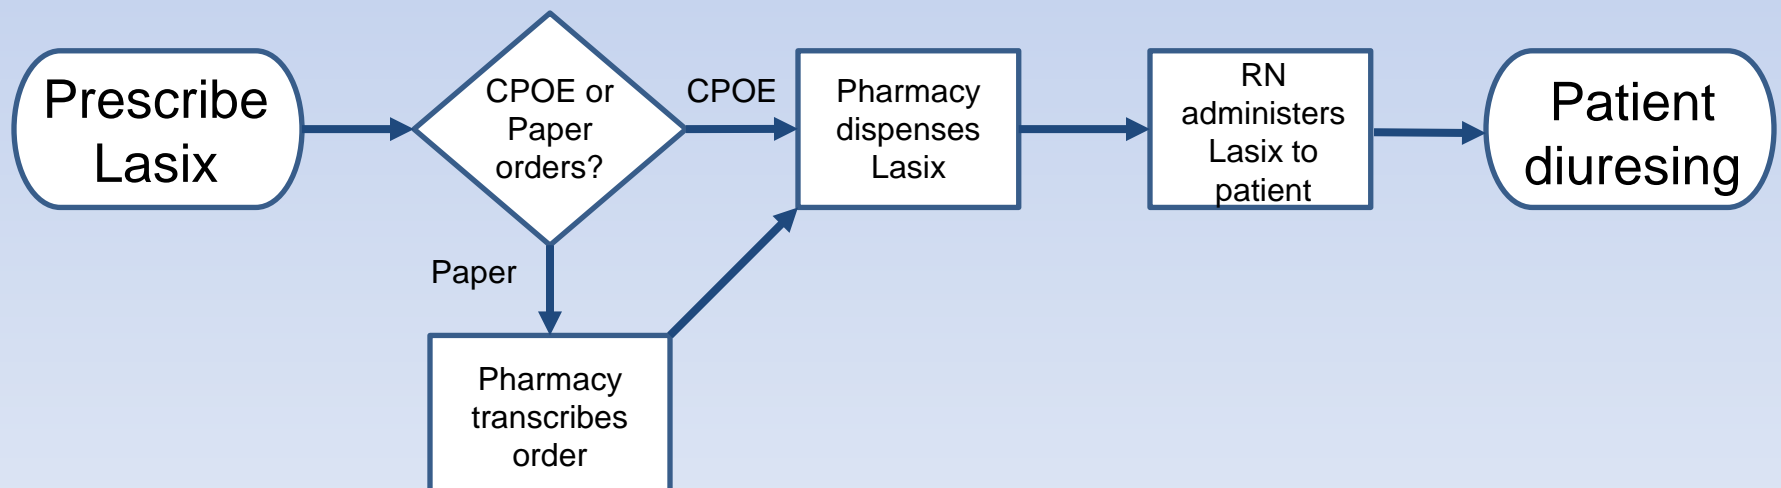 Prescribe
Lasix
CPOE or
Paper
orders?
CPOE
Pharmacy
dispenses
Lasix
RN
administers
Lasix to
patient
Patient
diuresing
Paper
Pharmacy
transcribes
order